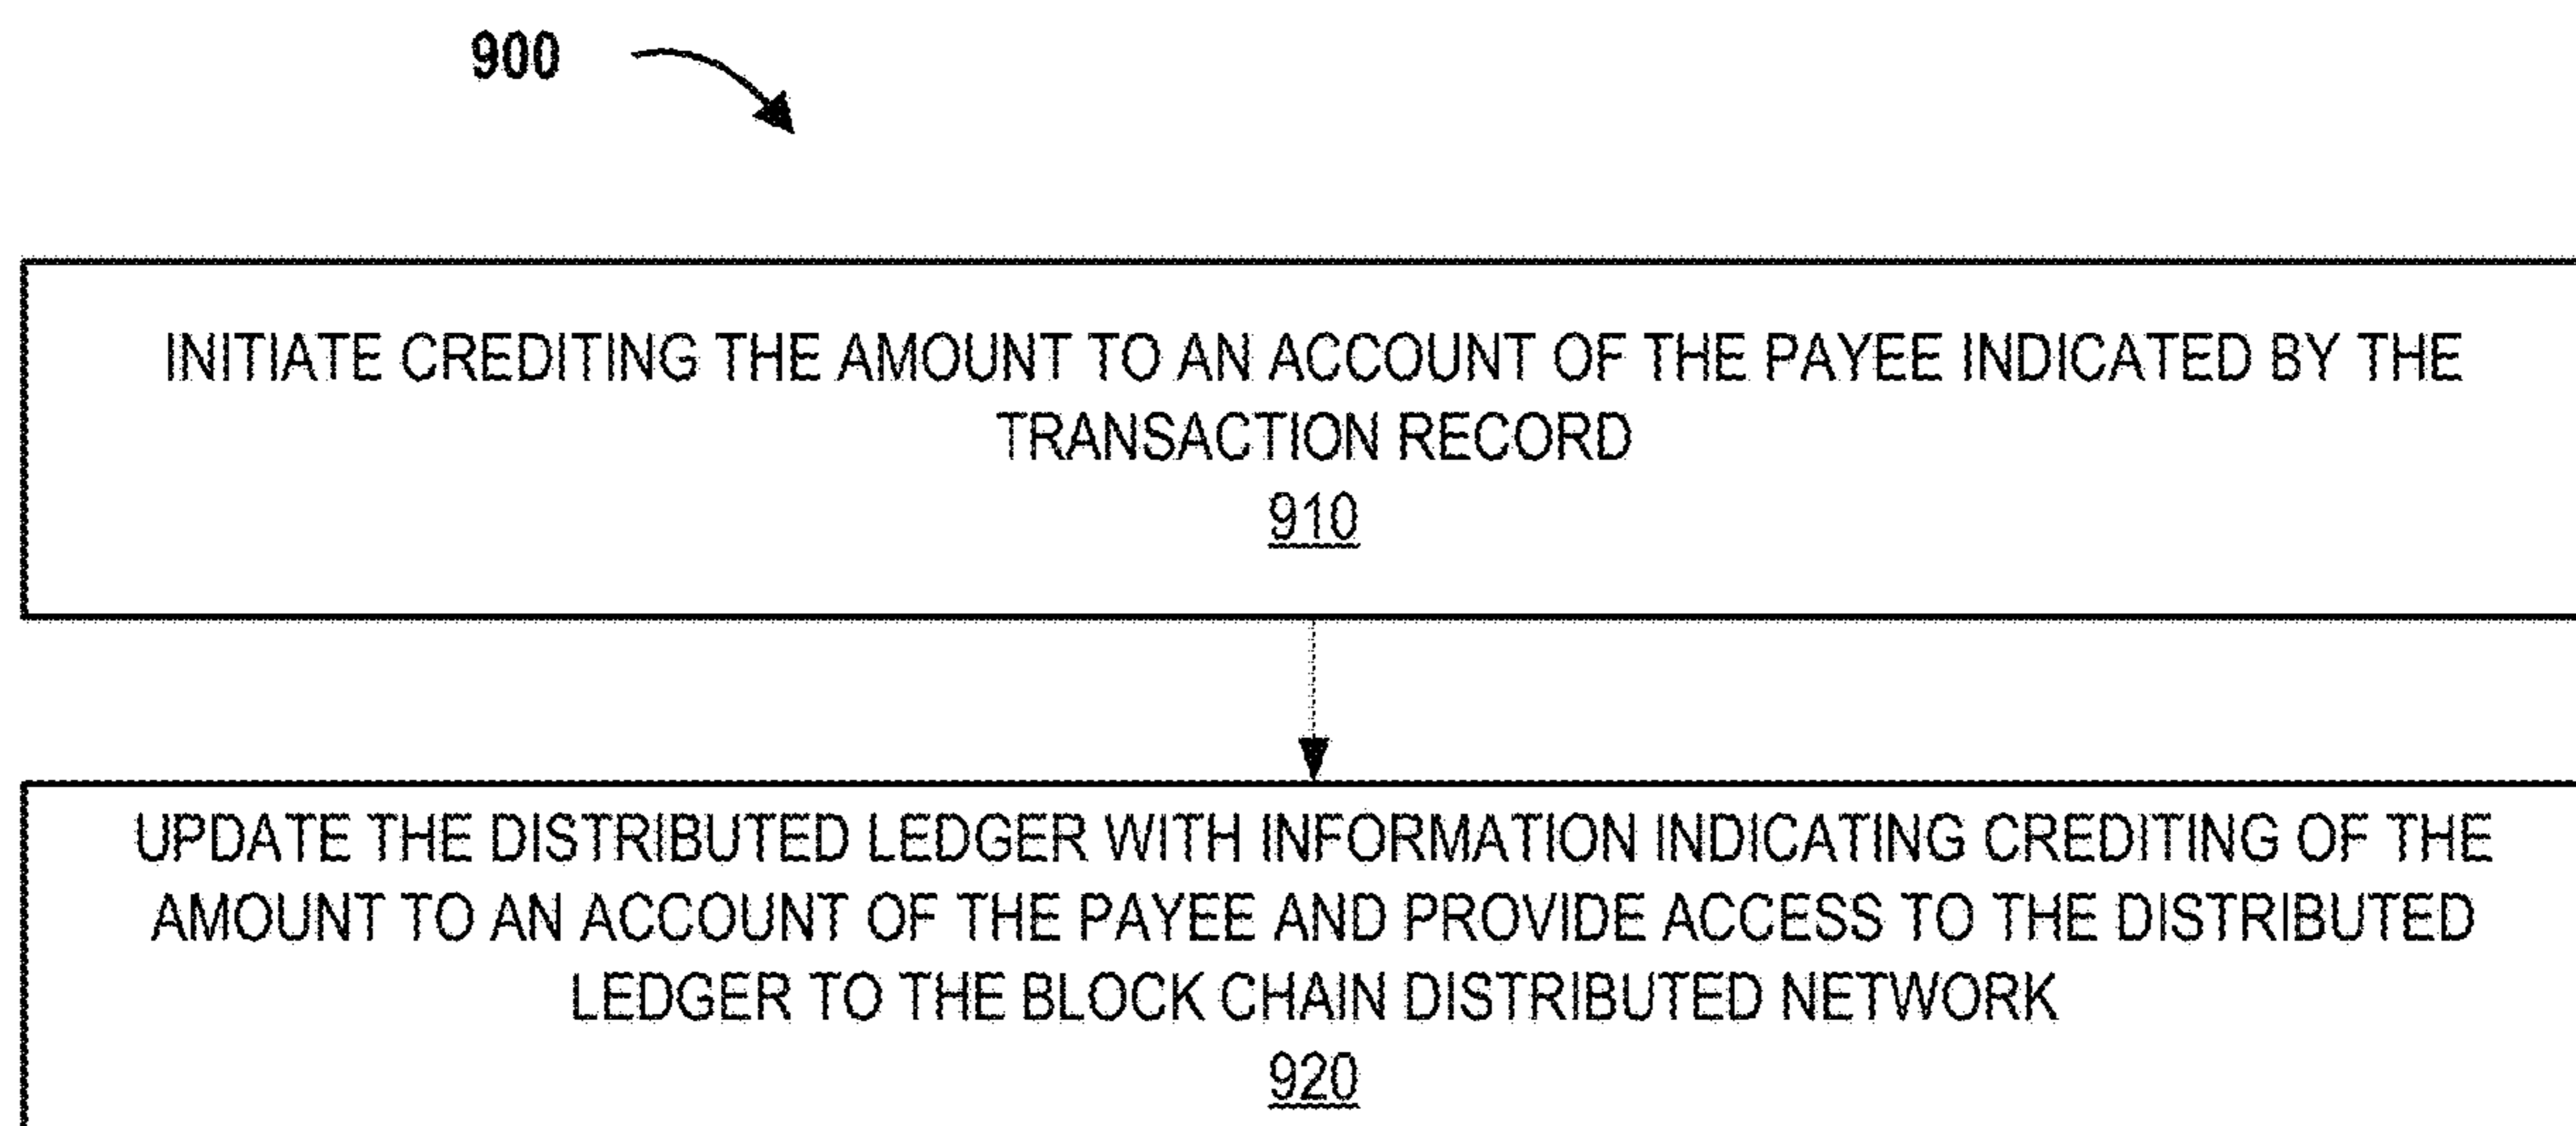 900
INITIATE CREDITING THE AMOUNT TO AN ACCOUNT OF THE PAYEE INDICATED BY THE
TRANSACTION RECORD
910
UPDATE THE DISTRIBUTED LEDGER WITH INFORMATION INDICATING CREDITING OF THE
AMOUNT TO AN ACCOUNT OF THE PAYEE AND PROVIDE ACCESS TO THE DISTRIBUTED
LEDGER TO THE BLOCK CHAIN DISTRIBUTED NETWORK
920